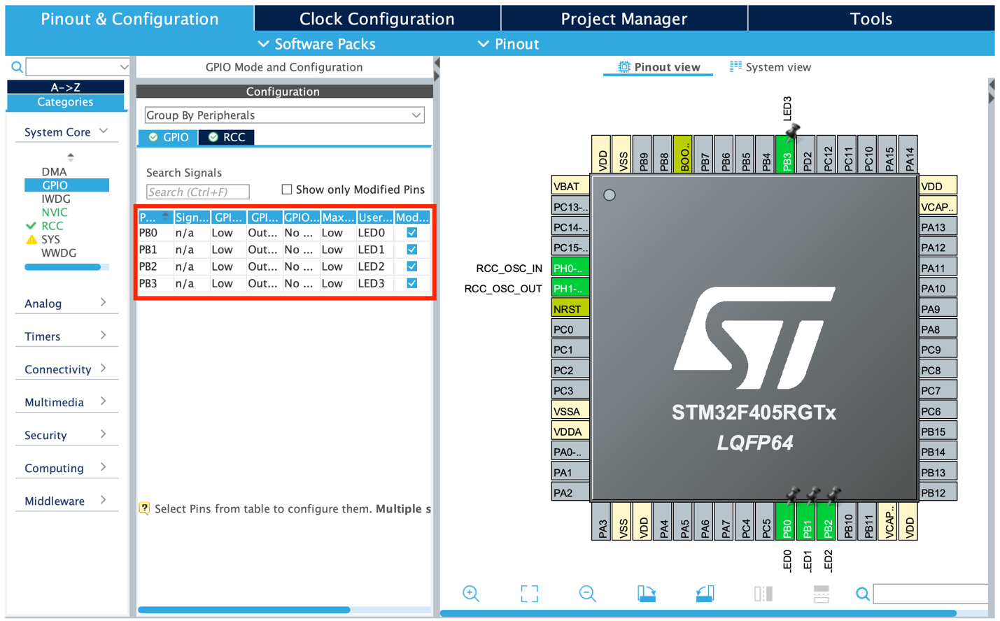 Pinout & Configuration
Clock Configuration
Project Manager
Tools
Software Packs
Pinout
GPIO Mode and Configuration
Pinout view
System view
A->Z
Categories
System Core
DMA
GPIO
IWDG
NVIC
RCC
SYS
WWDG
Analog
Timers
Connectivity
Multimedia
Security
Computing
Middleware
Configuration
Group By Peripherals
GPIO
RCC
Search Signals
Search (Ctrl+F)
Show only Modified Pins
P... Sign... GPI... GPI... GPIO... Max... User... Mod...
PB0 n/a Low Out... No ... Low LED0
PB1 n/a Low Out... No ... Low LED1
PB2 n/a Low Out... No ... Low LED2
PB3 n/a Low Out... No ... Low LED3
Select Pins from table to configure them. Multiple s
LED3
VDD
VSS
PB9
PB8
BOO..
PB7
PB6
PB5
PB4
PB3
PD2
PC12
PC11
PC10
PA15
PA14
VBAT
PC13-..
PC14-..
PC15-..
RCC_OSC_IN
PH0-..
RCC_OSC_OUT
PH1-..
NRST
PC0
PC1
PC2
PC3
VSSA
VDDA
PA0-..
PA1
PA2
STM32F405RGTx
LQFP64
VDD
VCAP..
PA13
PA12
PA11
PA10
PA9
PA8
PC9
PC8
PC7
PC6
PB15
PB14
PB13
PB12
PA3
VSS
VDD
PA4
PA5
PA6
PA7
PC4
PC5
PB0
PB1
PB2
PB10
PB11
VCAP..
VDD
LED0
LED1
LED2